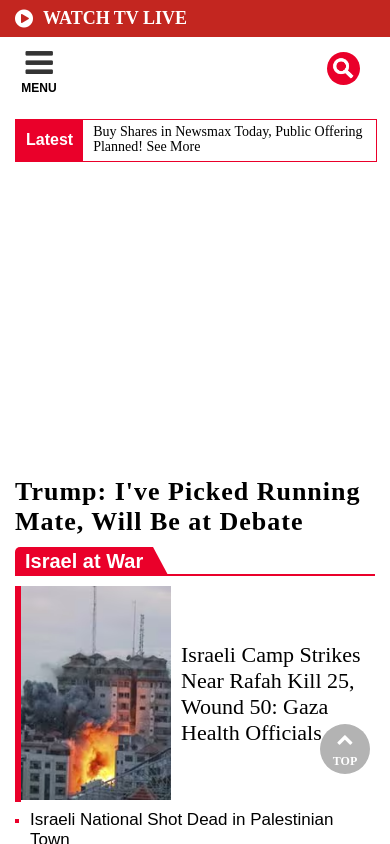 WATCH TV LIVE
MENU
Latest
Buy Shares in Newsmax Today, Public Offering
Planned! See More
Trump: I've Picked Running
Mate, Will Be at Debate
Israel at War
Israeli Camp Strikes
Near Rafah Kill 25,
Wound 50: Gaza
Health Officials
TOP
Israeli National Shot Dead in Palestinian
Town